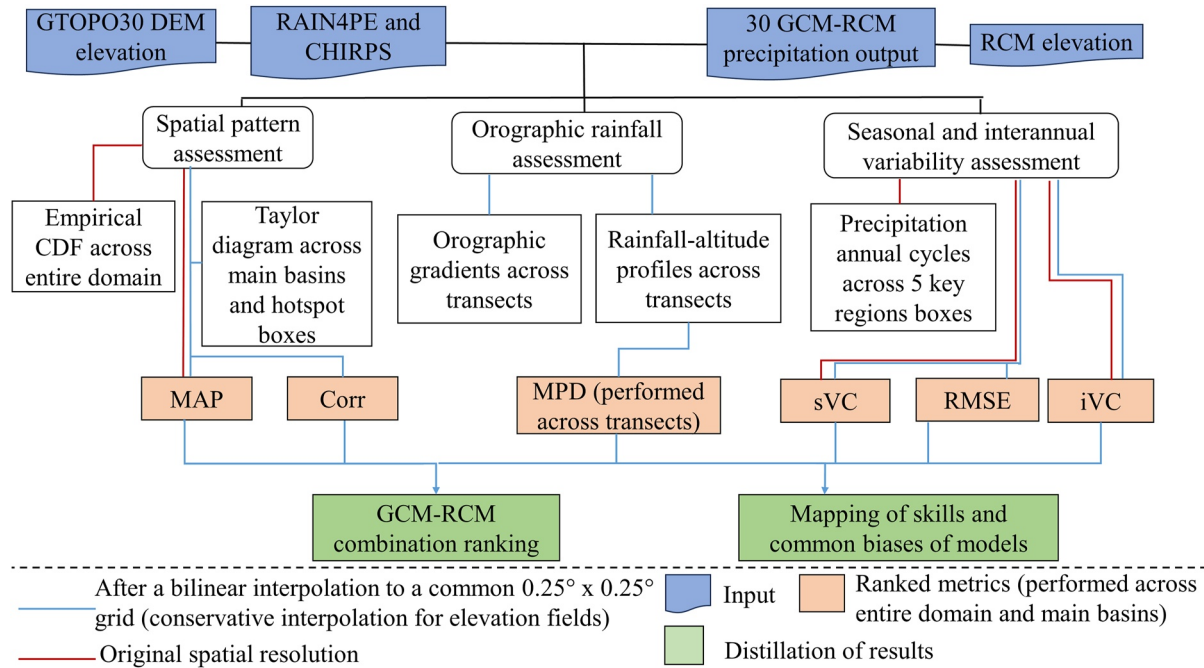 GTOPO30 DEM
elevation
RAIN4PE and
CHIRPS
30 GCM-RCM
precipitation output
RCM elevation
Spatial pattern
assessment
Orographic rainfall
assessment
Seasonal and interannual
variability assessment
Empirical
CDF across
entire domain
Taylor
diagram across
main basins
and hotspot
boxes
Orographic
gradients across
transects
Rainfall-altitude
profiles across
transects
Precipitation
annual cycles
across 5 key
regions boxes
MAP
Corr
MPD (performed
across transects)
sVC
RMSE
iVC
GCM-RCM
combination ranking
Mapping of skills and
common biases of models
After a bilinear interpolation to a common 0.25° x 0.25°
grid (conservative interpolation for elevation fields)
Original spatial resolution
Input
Ranked metrics (performed across
entire domain and main basins)
Distillation of results